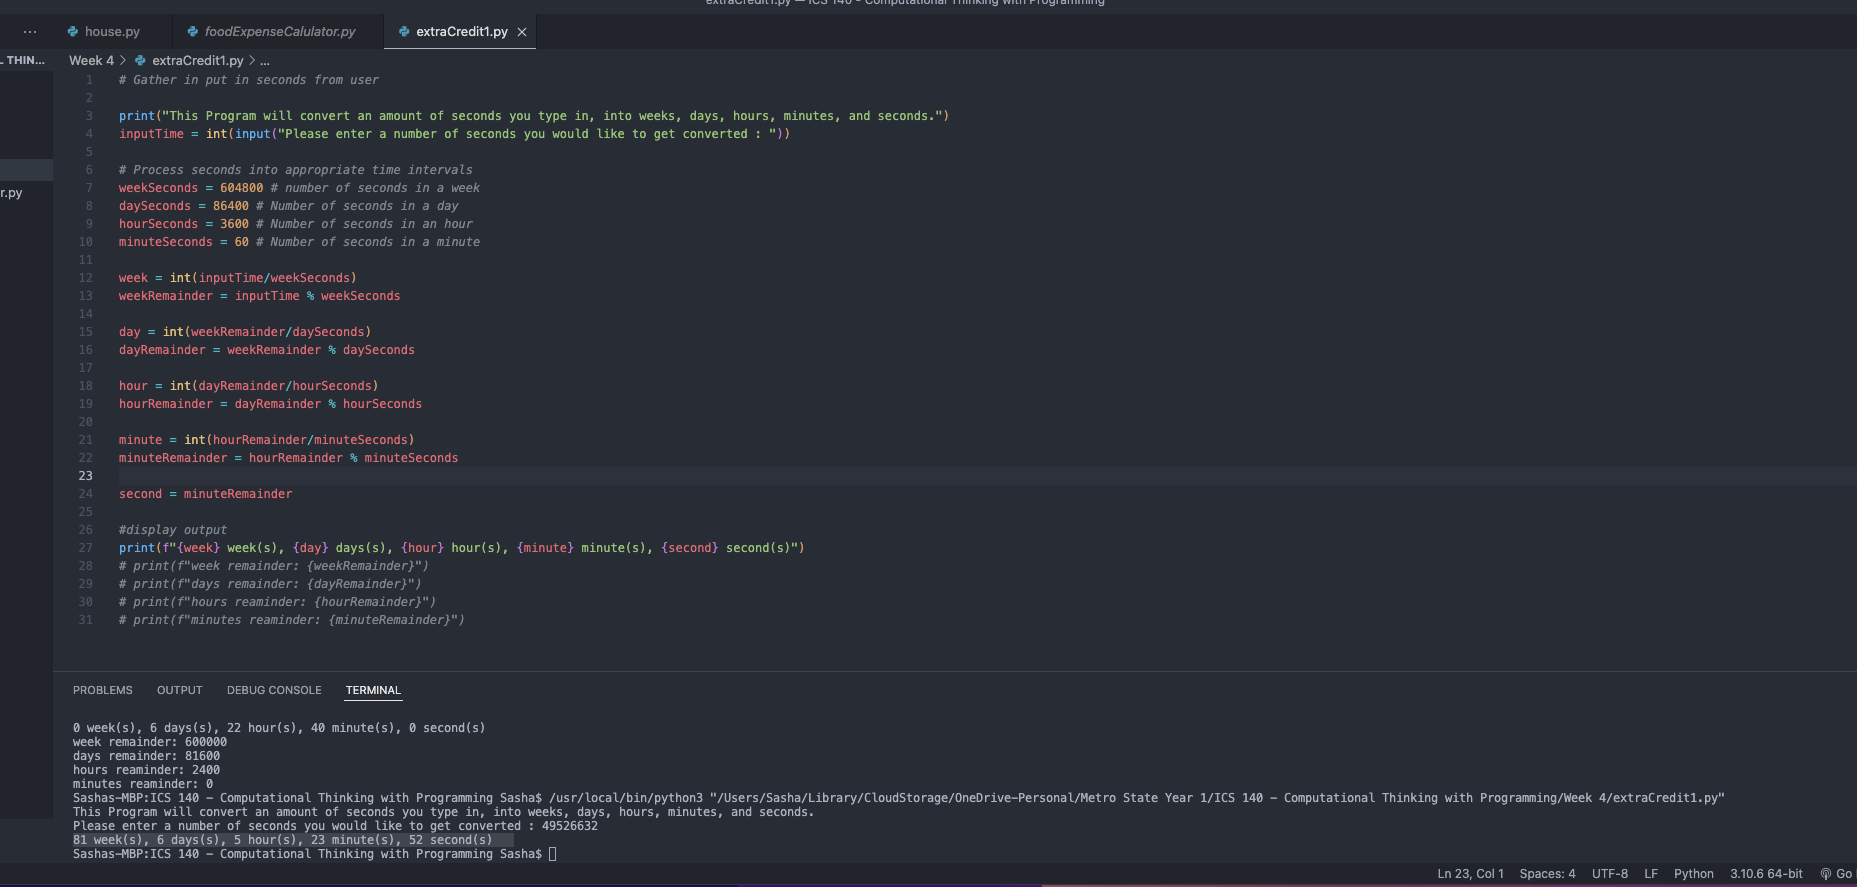 extraCredit1.py — ICS 140 - Computational Thinking with Programming
... house.py foodExpenseCalulator.py extraCredit1.py ×
L THIN... Week 4 > extraCredit1.py > ...
1 # Gather in put in seconds from user
2
3 print("This Program will convert an amount of seconds you type in, into weeks, days, hours, minutes, and seconds.")
4 inputTime = int(input("Please enter a number of seconds you would like to get converted : "))
5
6 # Process seconds into appropriate time intervals
7 weekSeconds = 604800 # number of seconds in a week
r.py
8 daySeconds = 86400 # Number of seconds in a day
9 hourSeconds = 3600 # Number of seconds in an hour
10 minuteSeconds = 60 # Number of seconds in a minute
11
12 week = int(inputTime/weekSeconds)
13 weekRemainder = inputTime % weekSeconds
14
15 day = int(weekRemainder/daySeconds)
16 dayRemainder = weekRemainder % daySeconds
17
18 hour = int(dayRemainder/hourSeconds)
19 hourRemainder = dayRemainder % hourSeconds
20
21 minute = int(hourRemainder/minuteSeconds)
22 minuteRemainder = hourRemainder % minuteSeconds
23
24 second = minuteRemainder
25
26 #display output
27 print(f"{week} week(s), {day} days(s), {hour} hour(s), {minute} minute(s), {second} second(s)")
28 # print(f"week remainder: {weekRemainder}")
29 # print(f"days remainder: {dayRemainder}")
30 # print(f"hours reaminder: {hourRemainder}")
31 # print(f"minutes reaminder: {minuteRemainder}")
PROBLEMS OUTPUT DEBUG CONSOLE TERMINAL
0 week(s), 6 days(s), 22 hour(s), 40 minute(s), 0 second(s)
week remainder: 600000
days remainder: 81600
hours reaminder: 2400
minutes reaminder: 0
Sashas-MBP:ICS 140 - Computational Thinking with Programming Sasha$ /usr/local/bin/python3 "/Users/Sasha/Library/CloudStorage/OneDrive-Personal/Metro State Year 1/ICS 140 - Computational Thinking with Programming/Week 4/extraCredit1.py"
This Program will convert an amount of seconds you type in, into weeks, days, hours, minutes, and seconds.
Please enter a number of seconds you would like to get converted : 49526632
81 week(s), 6 days(s), 5 hour(s), 23 minute(s), 52 second(s)
Sashas-MBP:ICS 140 - Computational Thinking with Programming Sasha$
Ln 23, Col 1 Spaces: 4 UTF-8 LF Python 3.10.6 64-bit Go